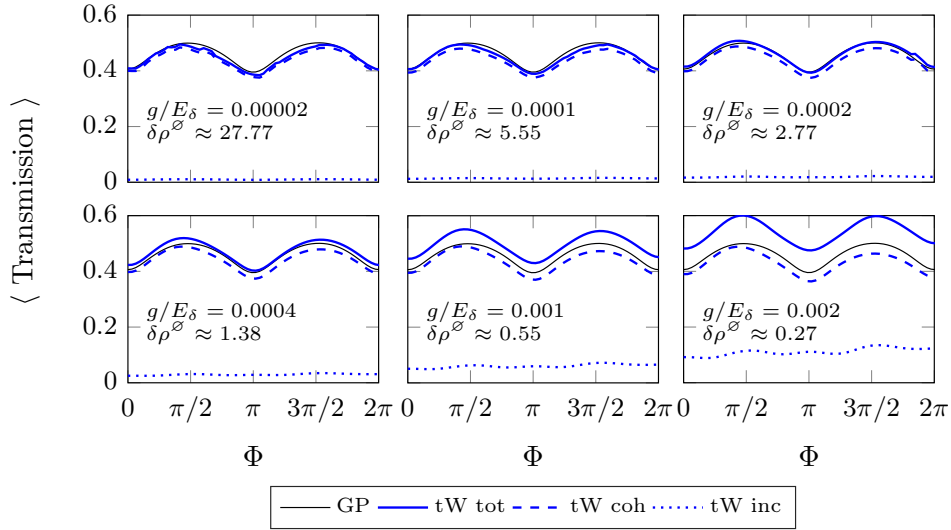 ⟨ Transmission ⟩
0.6
0.4
0.2
0
g/E_δ = 0.00002
δρ^∅ ≈ 27.77
g/E_δ = 0.0001
δρ^∅ ≈ 5.55
g/E_δ = 0.0002
δρ^∅ ≈ 2.77
0.6
0.4
0.2
0
g/E_δ = 0.0004
δρ^∅ ≈ 1.38
g/E_δ = 0.001
δρ^∅ ≈ 0.55
g/E_δ = 0.002
δρ^∅ ≈ 0.27
0 π/2 π 3π/2 2π
0 π/2 π 3π/2 2π
0 π/2 π 3π/2 2π
Φ Φ Φ
GP tW tot tW coh tW inc